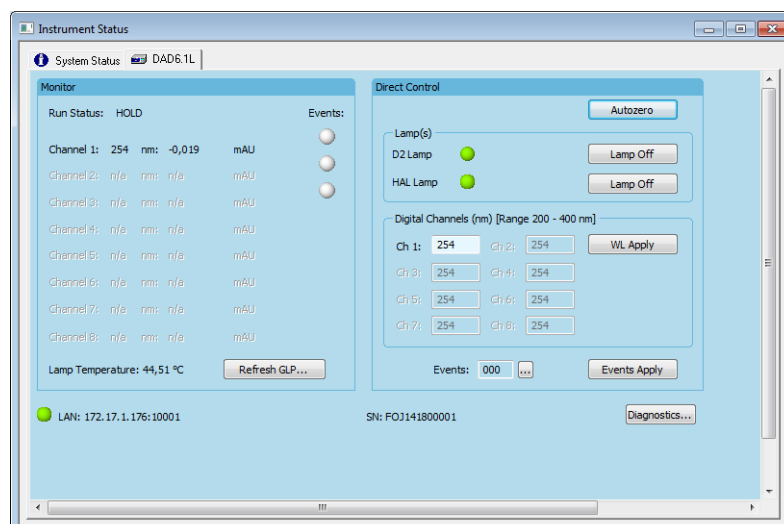 Instrument Status
System Status DAD6.1L
Monitor
Run Status: HOLD Events:
Channel 1: 254 nm: -0,019 mAU
Channel 2: n/a nm: n/a mAU
Channel 3: n/a nm: n/a mAU
Channel 4: n/a nm: n/a mAU
Channel 5: n/a nm: n/a mAU
Channel 6: n/a nm: n/a mAU
Channel 7: n/a nm: n/a mAU
Channel 8: n/a nm: n/a mAU
Lamp Temperature: 44,51 ºC Refresh GLP...
Direct Control
Autozero
Lamp(s)
D2 Lamp Lamp Off
HAL Lamp Lamp Off
Digital Channels (nm) [Range 200 - 400 nm]
Ch 1: 254 Ch 2: 254 WL Apply
Ch 3: 254 Ch 4: 254
Ch 5: 254 Ch 6: 254
Ch 7: 254 Ch 8: 254
Events: 000 ... Events Apply
LAN: 172.17.1.176:10001 SN: FOJ141800001 Diagnostics...